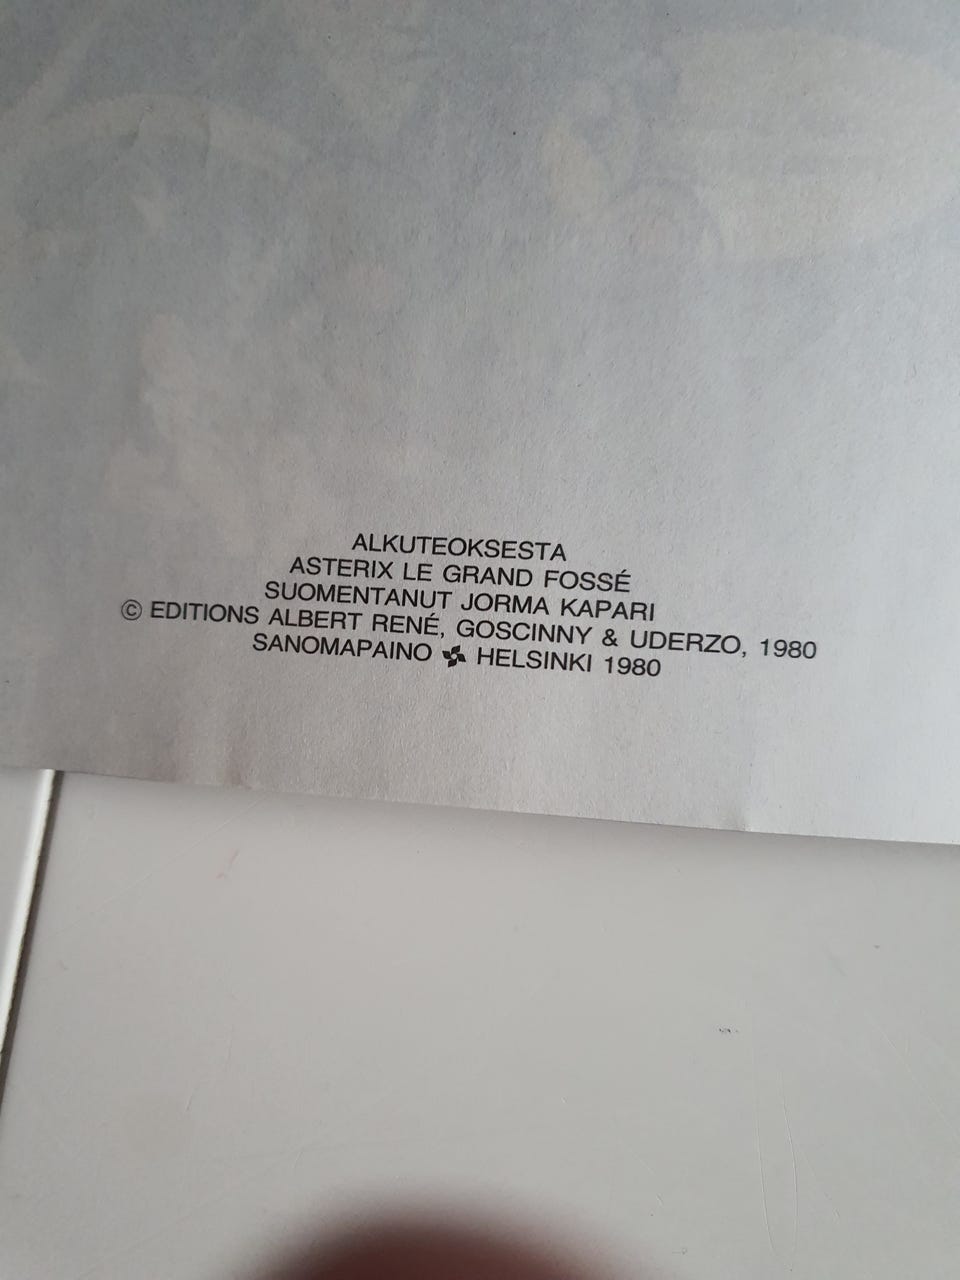 ALKUTEOKSESTA
ASTERIX LE GRAND FOSSÉ
SUOMENTANUT JORMA KAPARI
© EDITIONS ALBERT RENÉ, GOSCINNY & UDERZO, 1980
SANOMAPAINO HELSINKI 1980